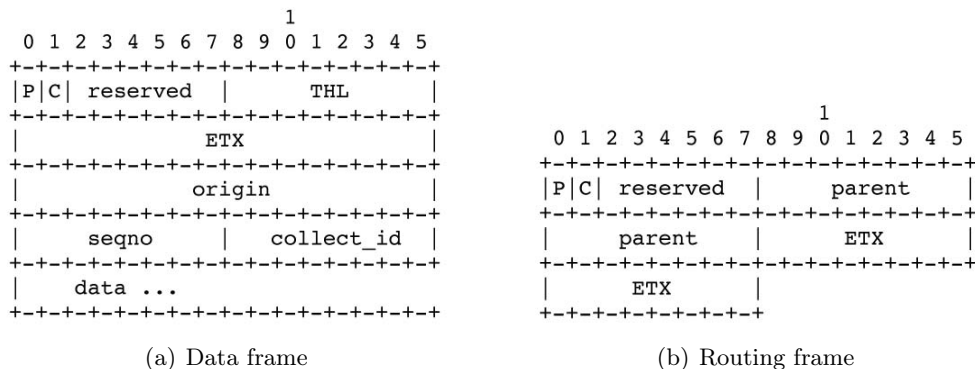 1
0 1 2 3 4 5 6 7 8 9 0 1 2 3 4 5
+-+-+-+-+-+-+-+-+-+-+-+-+-+-+-+-+
|P|C| reserved | THL |
+-+-+-+-+-+-+-+-+-+-+-+-+-+-+-+-+
| ETX |
+-+-+-+-+-+-+-+-+-+-+-+-+-+-+-+-+
| origin |
+-+-+-+-+-+-+-+-+-+-+-+-+-+-+-+-+
| seqno | collect_id |
+-+-+-+-+-+-+-+-+-+-+-+-+-+-+-+-+
| data ...
+-+-+-+-+-+-+-+-+-+-+-+-+-+-+-+-+
(a) Data frame
1
0 1 2 3 4 5 6 7 8 9 0 1 2 3 4 5
+-+-+-+-+-+-+-+-+-+-+-+-+-+-+-+-+
|P|C| reserved | parent |
+-+-+-+-+-+-+-+-+-+-+-+-+-+-+-+-+
| parent | ETX |
+-+-+-+-+-+-+-+-+-+-+-+-+-+-+-+-+
| ETX |
+-+-+-+-+-+-+-+-+
(b) Routing frame